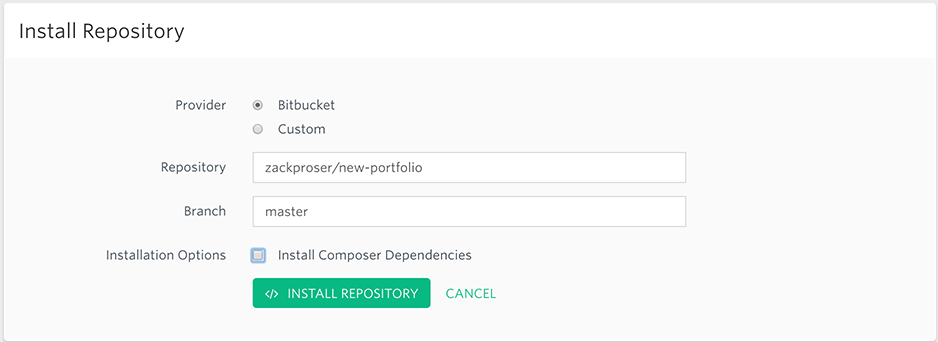 Install Repository
Provider
Bitbucket
Custom
Repository
zackproser/new-portfolio
Branch
master
Installation Options
Install Composer Dependencies
</> INSTALL REPOSITORY
CANCEL